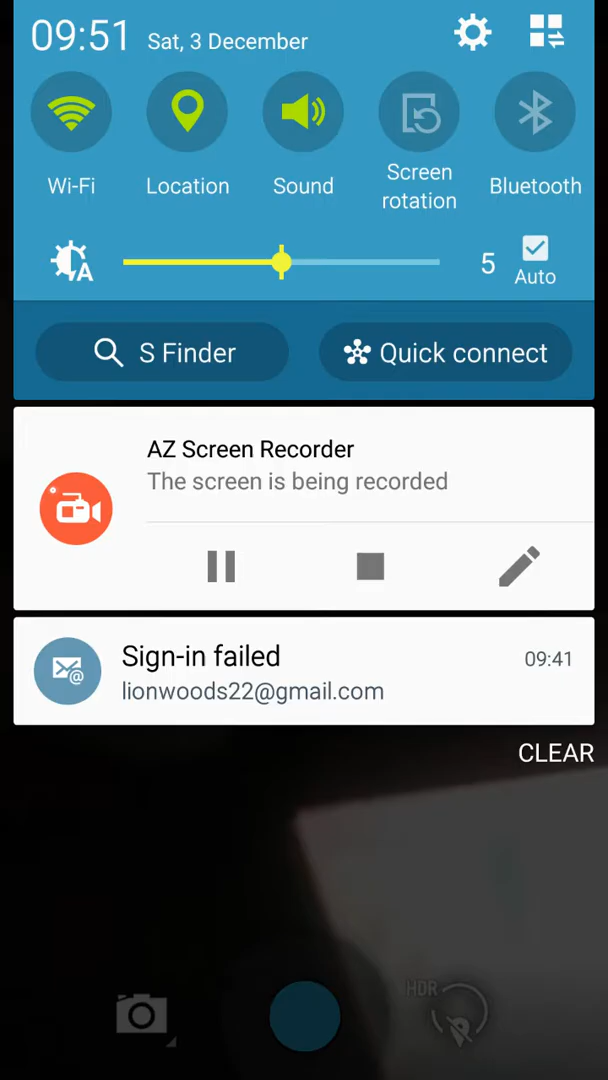 09:51 Sat, 3 December
Wi-Fi
Location
Sound
Screen
rotation
Bluetooth
A
5
Auto
S Finder
Quick connect
AZ Screen Recorder
The screen is being recorded
Sign-in failed
09:41
lionwoods22@gmail.com
CLEAR
HDR